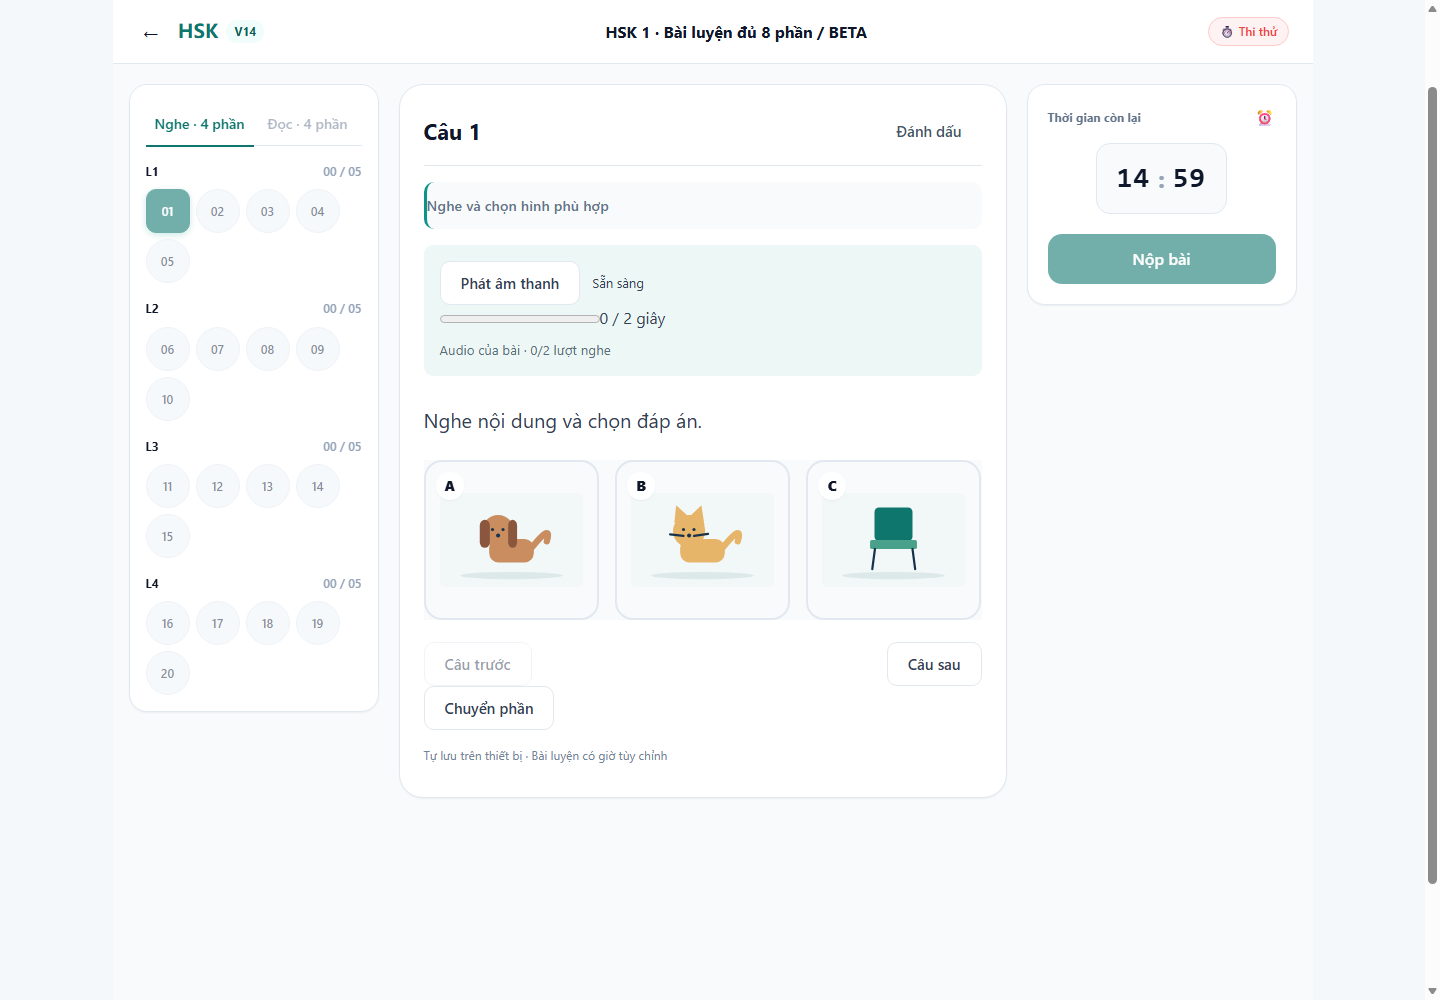 ← HSK V14
HSK 1 · Bài luyện đủ 8 phần / BETA
Thi thử
Nghe · 4 phần
Đọc · 4 phần
L1 00 / 05
01 02 03 04
05
L2 00 / 05
06 07 08 09
10
L3 00 / 05
11 12 13 14
15
L4 00 / 05
16 17 18 19
20
Câu 1
Đánh dấu
Nghe và chọn hình phù hợp
Phát âm thanh
Sẵn sàng
0 / 2 giây
Audio của bài · 0/2 lượt nghe
Nghe nội dung và chọn đáp án.
A
B
C
Câu trước
Câu sau
Chuyển phần
Tự lưu trên thiết bị · Bài luyện có giờ tùy chỉnh
Thời gian còn lại
14 : 59
Nộp bài